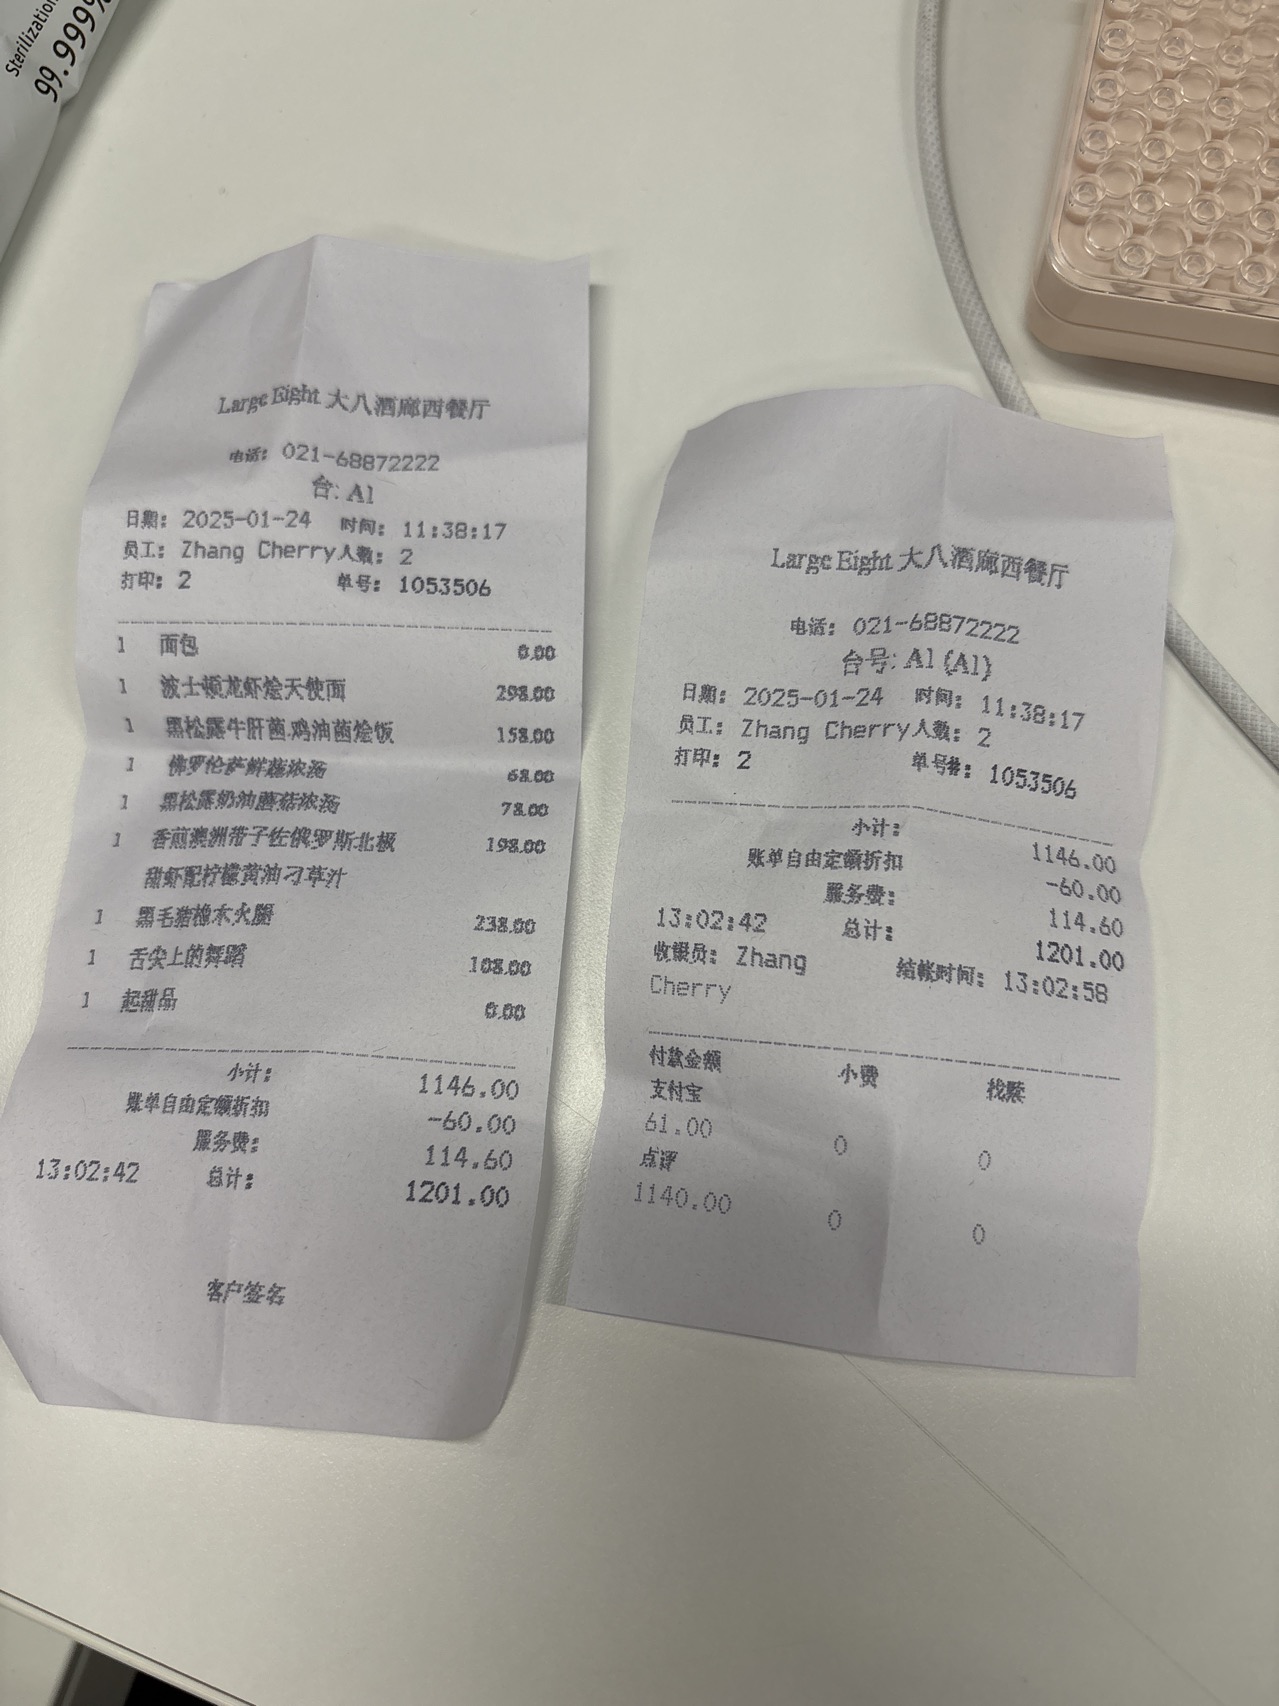 Sterilization
99.999%
Large Eight 大八酒廊西餐厅
电话: 021-68872222
台: A1
日期: 2025-01-24 时间: 11:38:17
员工: Zhang Cherry 人数: 2
打印: 2 单号: 1053506
1 面包 0.00
1 波士顿龙虾烩天使面 298.00
1 黑松露牛肝菌.鸡油菌烩饭 158.00
1 佛罗伦萨鲜蔬浓汤 68.00
1 黑松露奶油蘑菇浓汤 78.00
1 香煎澳洲带子佐俄罗斯北极 198.00
甜虾配柠檬黄油刁草汁
1 黑毛猪橡木火腿 238.00
1 舌尖上的舞蹈 108.00
1 起甜品 0.00
小计: 1146.00
账单自由定额折扣 -60.00
服务费: 114.60
13:02:42 总计: 1201.00
客户签名
Large Eight 大八酒廊西餐厅
电话: 021-68872222
台号: A1 (A1)
日期: 2025-01-24 时间: 11:38:17
员工: Zhang Cherry 人数: 2
打印: 2 单号#: 1053506
小计: 1146.00
账单自由定额折扣 -60.00
服务费: 114.60
13:02:42 总计: 1201.00
收银员: Zhang 结帐时间: 13:02:58
Cherry
付款金额 小费 找赎
支付宝
61.00 0 0
点评
1140.00 0 0